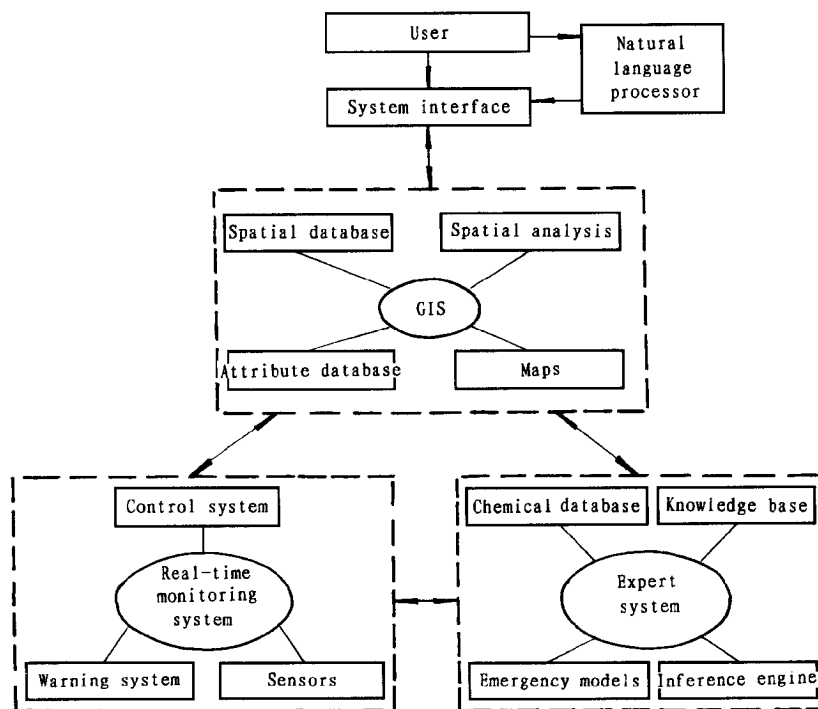 User
Natural
language
processor
System interface
Spatial database
Spatial analysis
GIS
Attribute database
Maps
Control system
Real-time
monitoring
system
Warning system
Sensors
Chemical database
Knowledge base
Expert
system
Emergency models
Inference engine